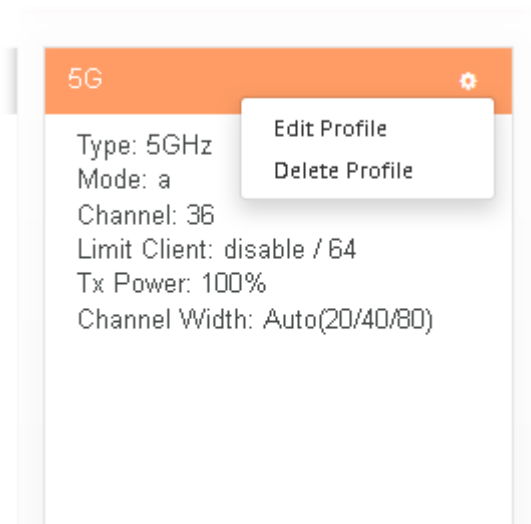 5G
Edit Profile
Delete Profile
Type: 5GHz
Mode: a
Channel: 36
Limit Client: disable / 64
Tx Power: 100%
Channel Width: Auto(20/40/80)